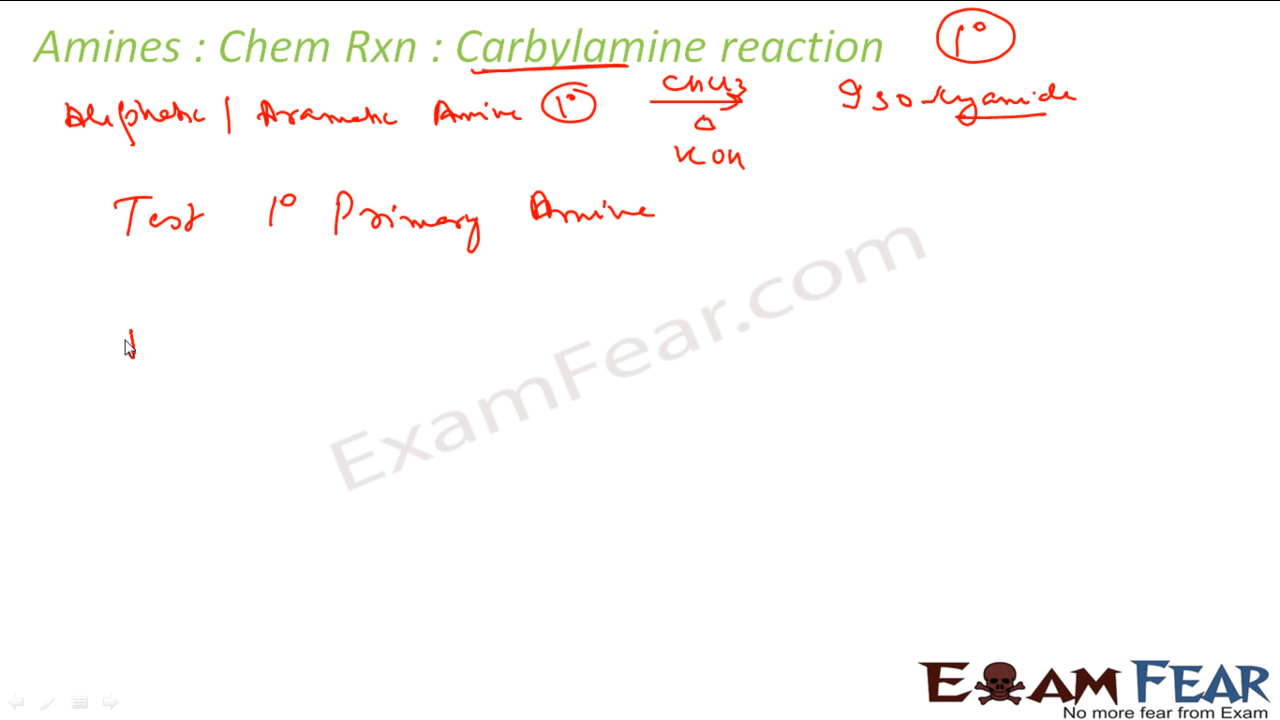 Amines : Chem Rxn : Carbylamine reaction 1°
Aliphatic | Aromatic Amine 1° CHCl3 Isokyamide
Δ
KOH
Test 1° Primary Amine
ExamFear.com
EXAM FEAR
No more fear from Exam